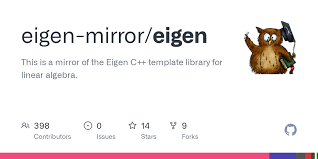 eigen-mirror/eigen
This is a mirror of the Eigen C++ template library for
linear algebra.
398
Contributors
0
Issues
14
Stars
9
Forks